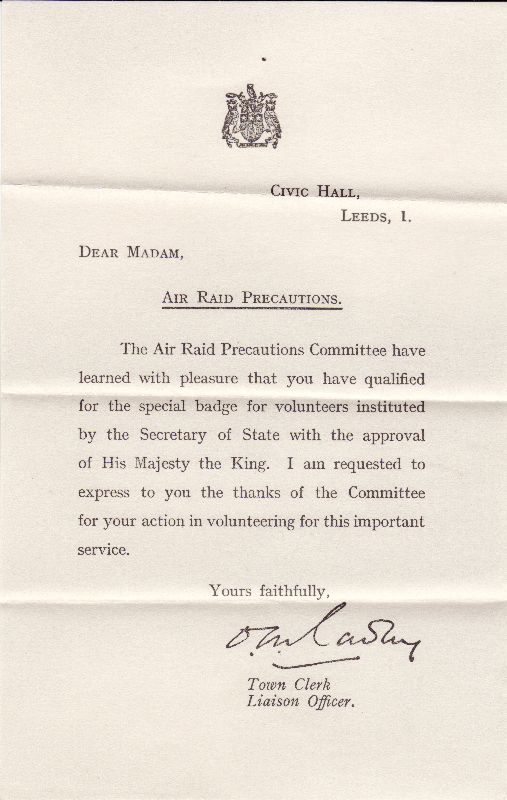 CIVIC HALL,
LEEDS, 1.
DEAR MADAM,
AIR RAID PRECAUTIONS.
The Air Raid Precautions Committee have
learned with pleasure that you have qualified
for the special badge for volunteers instituted
by the Secretary of State with the approval
of His Majesty the King. I am requested to
express to you the thanks of the Committee
for your action in volunteering for this important
service.
Yours faithfully,
Town Clerk
Liaison Officer.